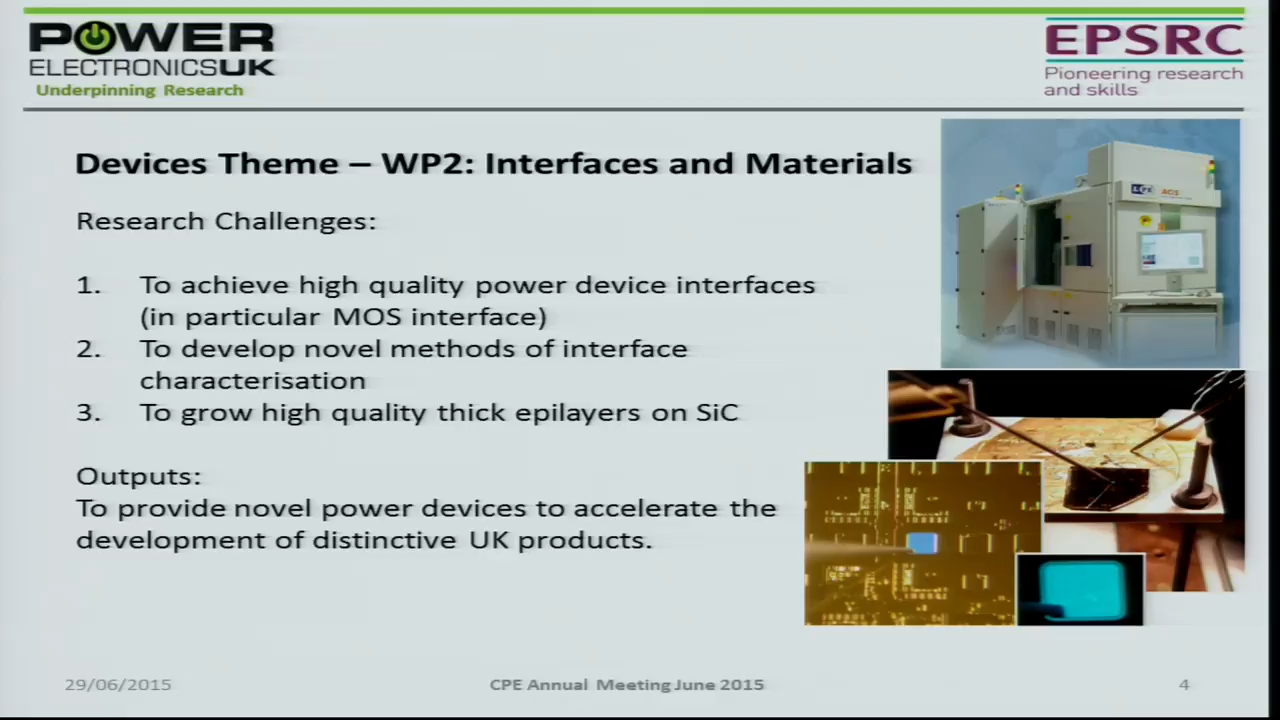 POWER
ELECTRONICSUK
Underpinning Research
EPSRC
Pioneering research
and skills
Devices Theme – WP2: Interfaces and Materials
Research Challenges:
1. To achieve high quality power device interfaces
(in particular MOS interface)
2. To develop novel methods of interface
characterisation
3. To grow high quality thick epilayers on SiC
Outputs:
To provide novel power devices to accelerate the
development of distinctive UK products.
29/06/2015
CPE Annual Meeting June 2015
4